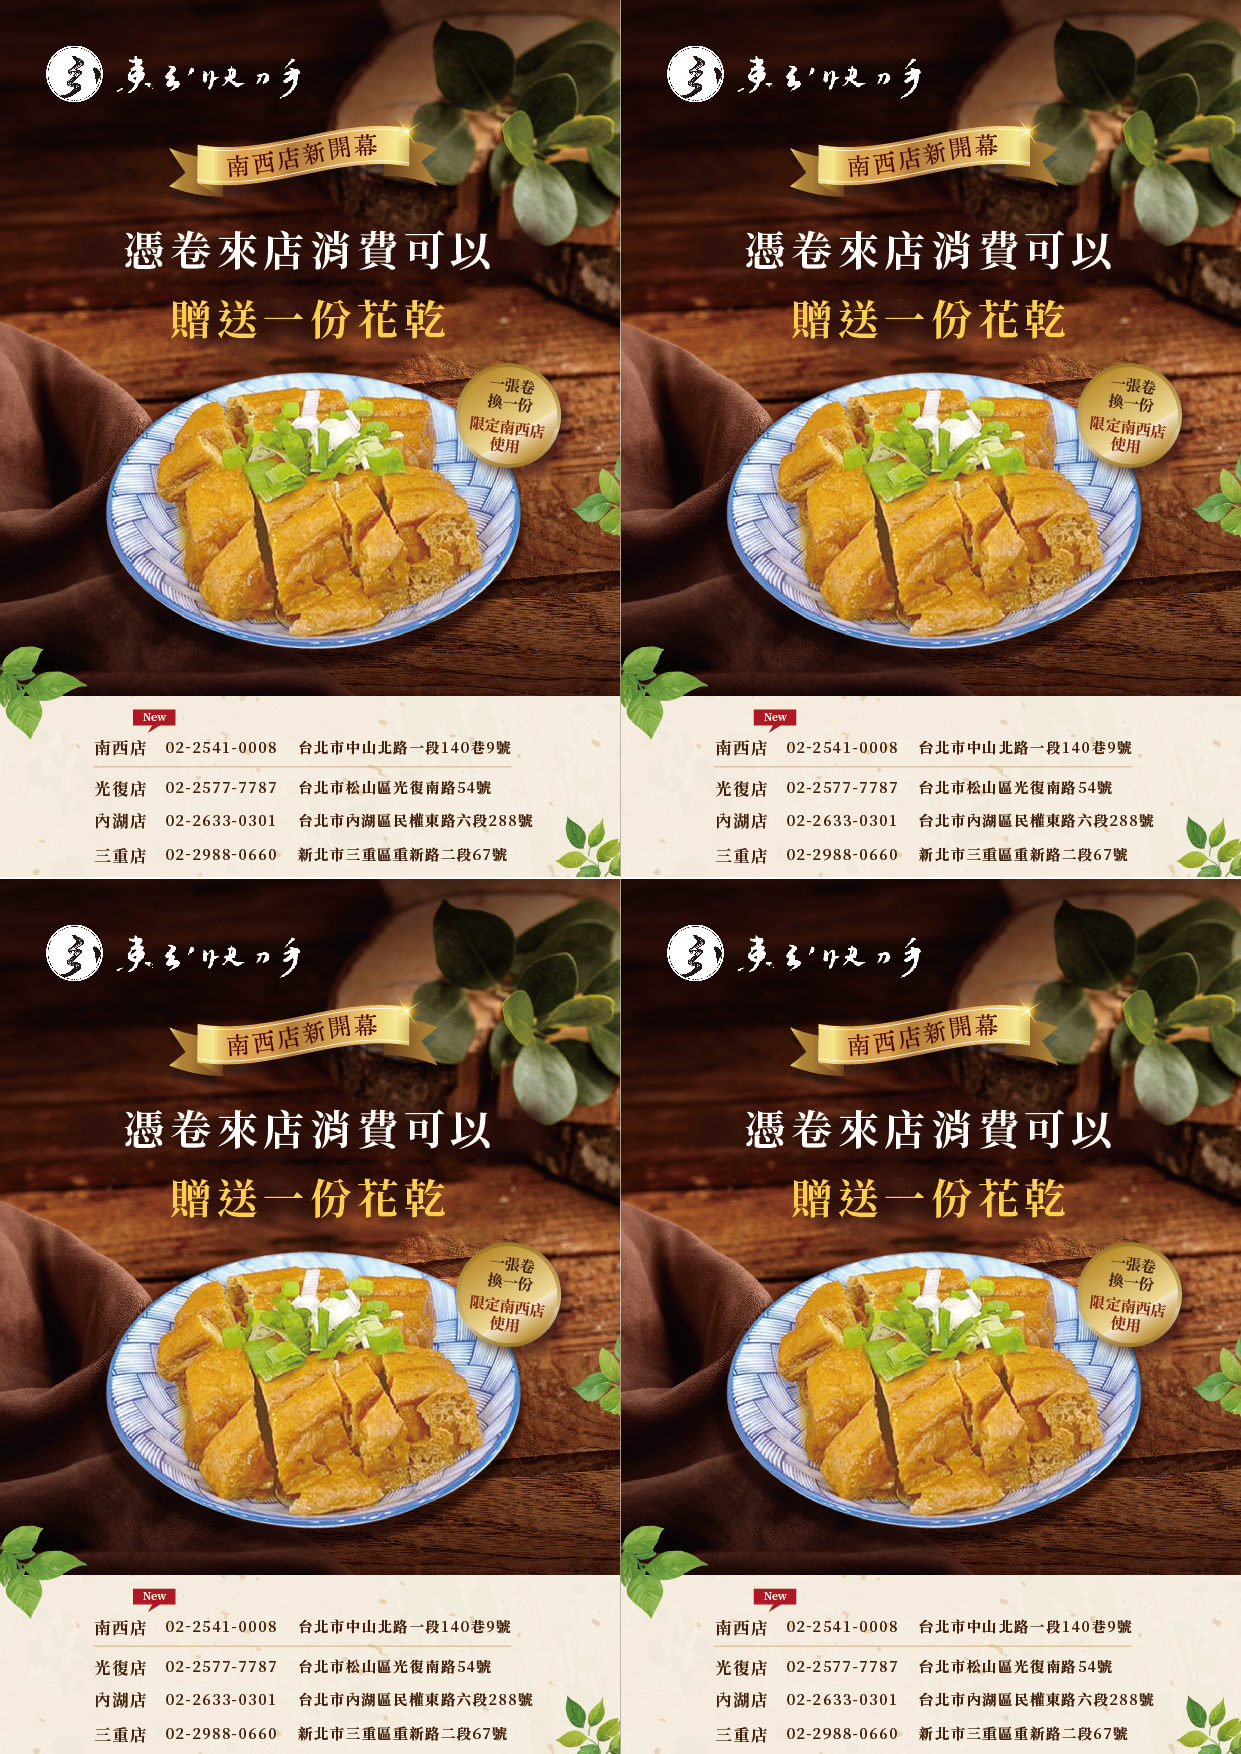 東玄快刀手
南西店新開幕
憑卷來店消費可以
贈送一份花乾
一張卷
換一份
限定南西店
使用
New
南西店 02-2541-0008 台北市中山北路一段140巷9號
光復店 02-2577-7787 台北市松山區光復南路54號
內湖店 02-2633-0301 台北市內湖區民權東路六段288號
三重店 02-2988-0660 新北市三重區重新路二段67號
東玄快刀手
南西店新開幕
憑卷來店消費可以
贈送一份花乾
一張卷
換一份
限定南西店
使用
New
南西店 02-2541-0008 台北市中山北路一段140巷9號
光復店 02-2577-7787 台北市松山區光復南路54號
內湖店 02-2633-0301 台北市內湖區民權東路六段288號
三重店 02-2988-0660 新北市三重區重新路二段67號
東玄快刀手
南西店新開幕
憑卷來店消費可以
贈送一份花乾
一張卷
換一份
限定南西店
使用
New
南西店 02-2541-0008 台北市中山北路一段140巷9號
光復店 02-2577-7787 台北市松山區光復南路54號
內湖店 02-2633-0301 台北市內湖區民權東路六段288號
三重店 02-2988-0660 新北市三重區重新路二段67號
東玄快刀手
南西店新開幕
憑卷來店消費可以
贈送一份花乾
一張卷
換一份
限定南西店
使用
New
南西店 02-2541-0008 台北市中山北路一段140巷9號
光復店 02-2577-7787 台北市松山區光復南路54號
內湖店 02-2633-0301 台北市內湖區民權東路六段288號
三重店 02-2988-0660 新北市三重區重新路二段67號